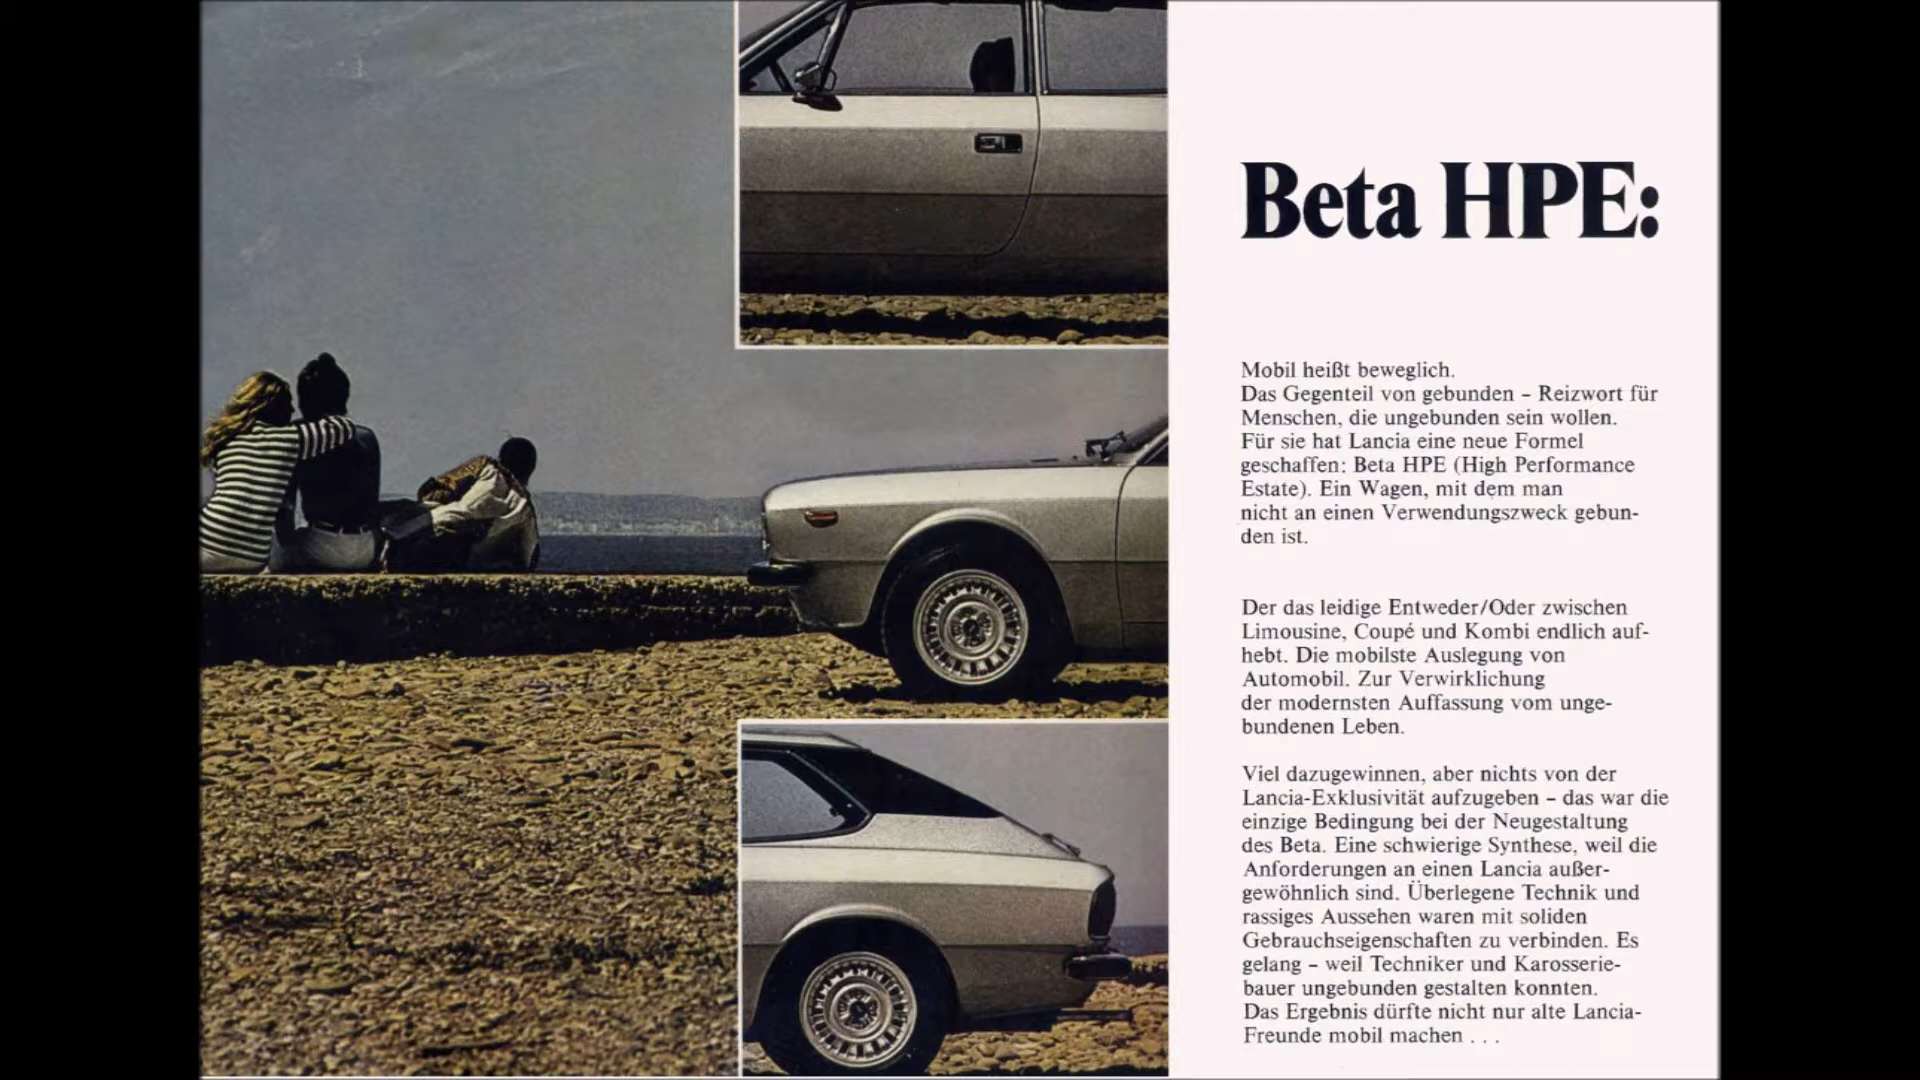 Beta HPE:
Mobil heißt beweglich.
Das Gegenteil von gebunden – Reizwort für
Menschen, die ungebunden sein wollen.
Für sie hat Lancia eine neue Formel
geschaffen: Beta HPE (High Performance
Estate). Ein Wagen, mit dem man
nicht an einen Verwendungszweck gebun-
den ist.
Der das leidige Entweder/Oder zwischen
Limousine, Coupé und Kombi endlich auf-
hebt. Die mobilste Auslegung von
Automobil. Zur Verwirklichung
der modernsten Auffassung vom unge-
bundenen Leben.
Viel dazugewinnen, aber nichts von der
Lancia-Exklusivität aufzugeben – das war die
einzige Bedingung bei der Neugestaltung
des Beta. Eine schwierige Synthese, weil die
Anforderungen an einen Lancia außer-
gewöhnlich sind. Überlegene Technik und
rassiges Aussehen waren mit soliden
Gebrauchseigenschaften zu verbinden. Es
gelang – weil Techniker und Karosserie-
bauer ungebunden gestalten konnten.
Das Ergebnis dürfte nicht nur alte Lancia-
Freunde mobil machen . . .